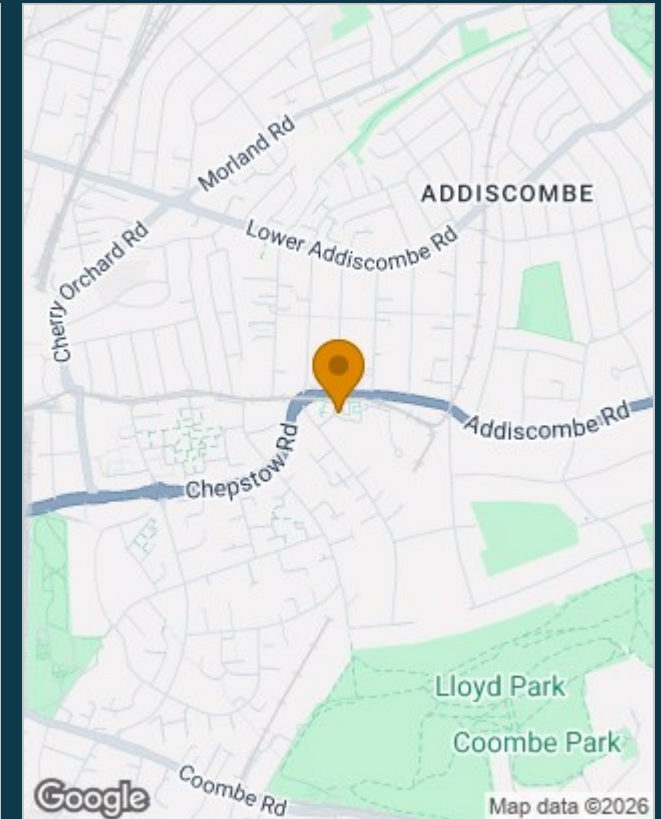 Morland Rd
ADDISCOMBE
Lower Addiscombe Rd
Cherry Orchard Rd
Addiscombe Rd
Chepstow Rd
Lloyd Park
Coombe Park
Coombe Rd
Google
Map data ©2026